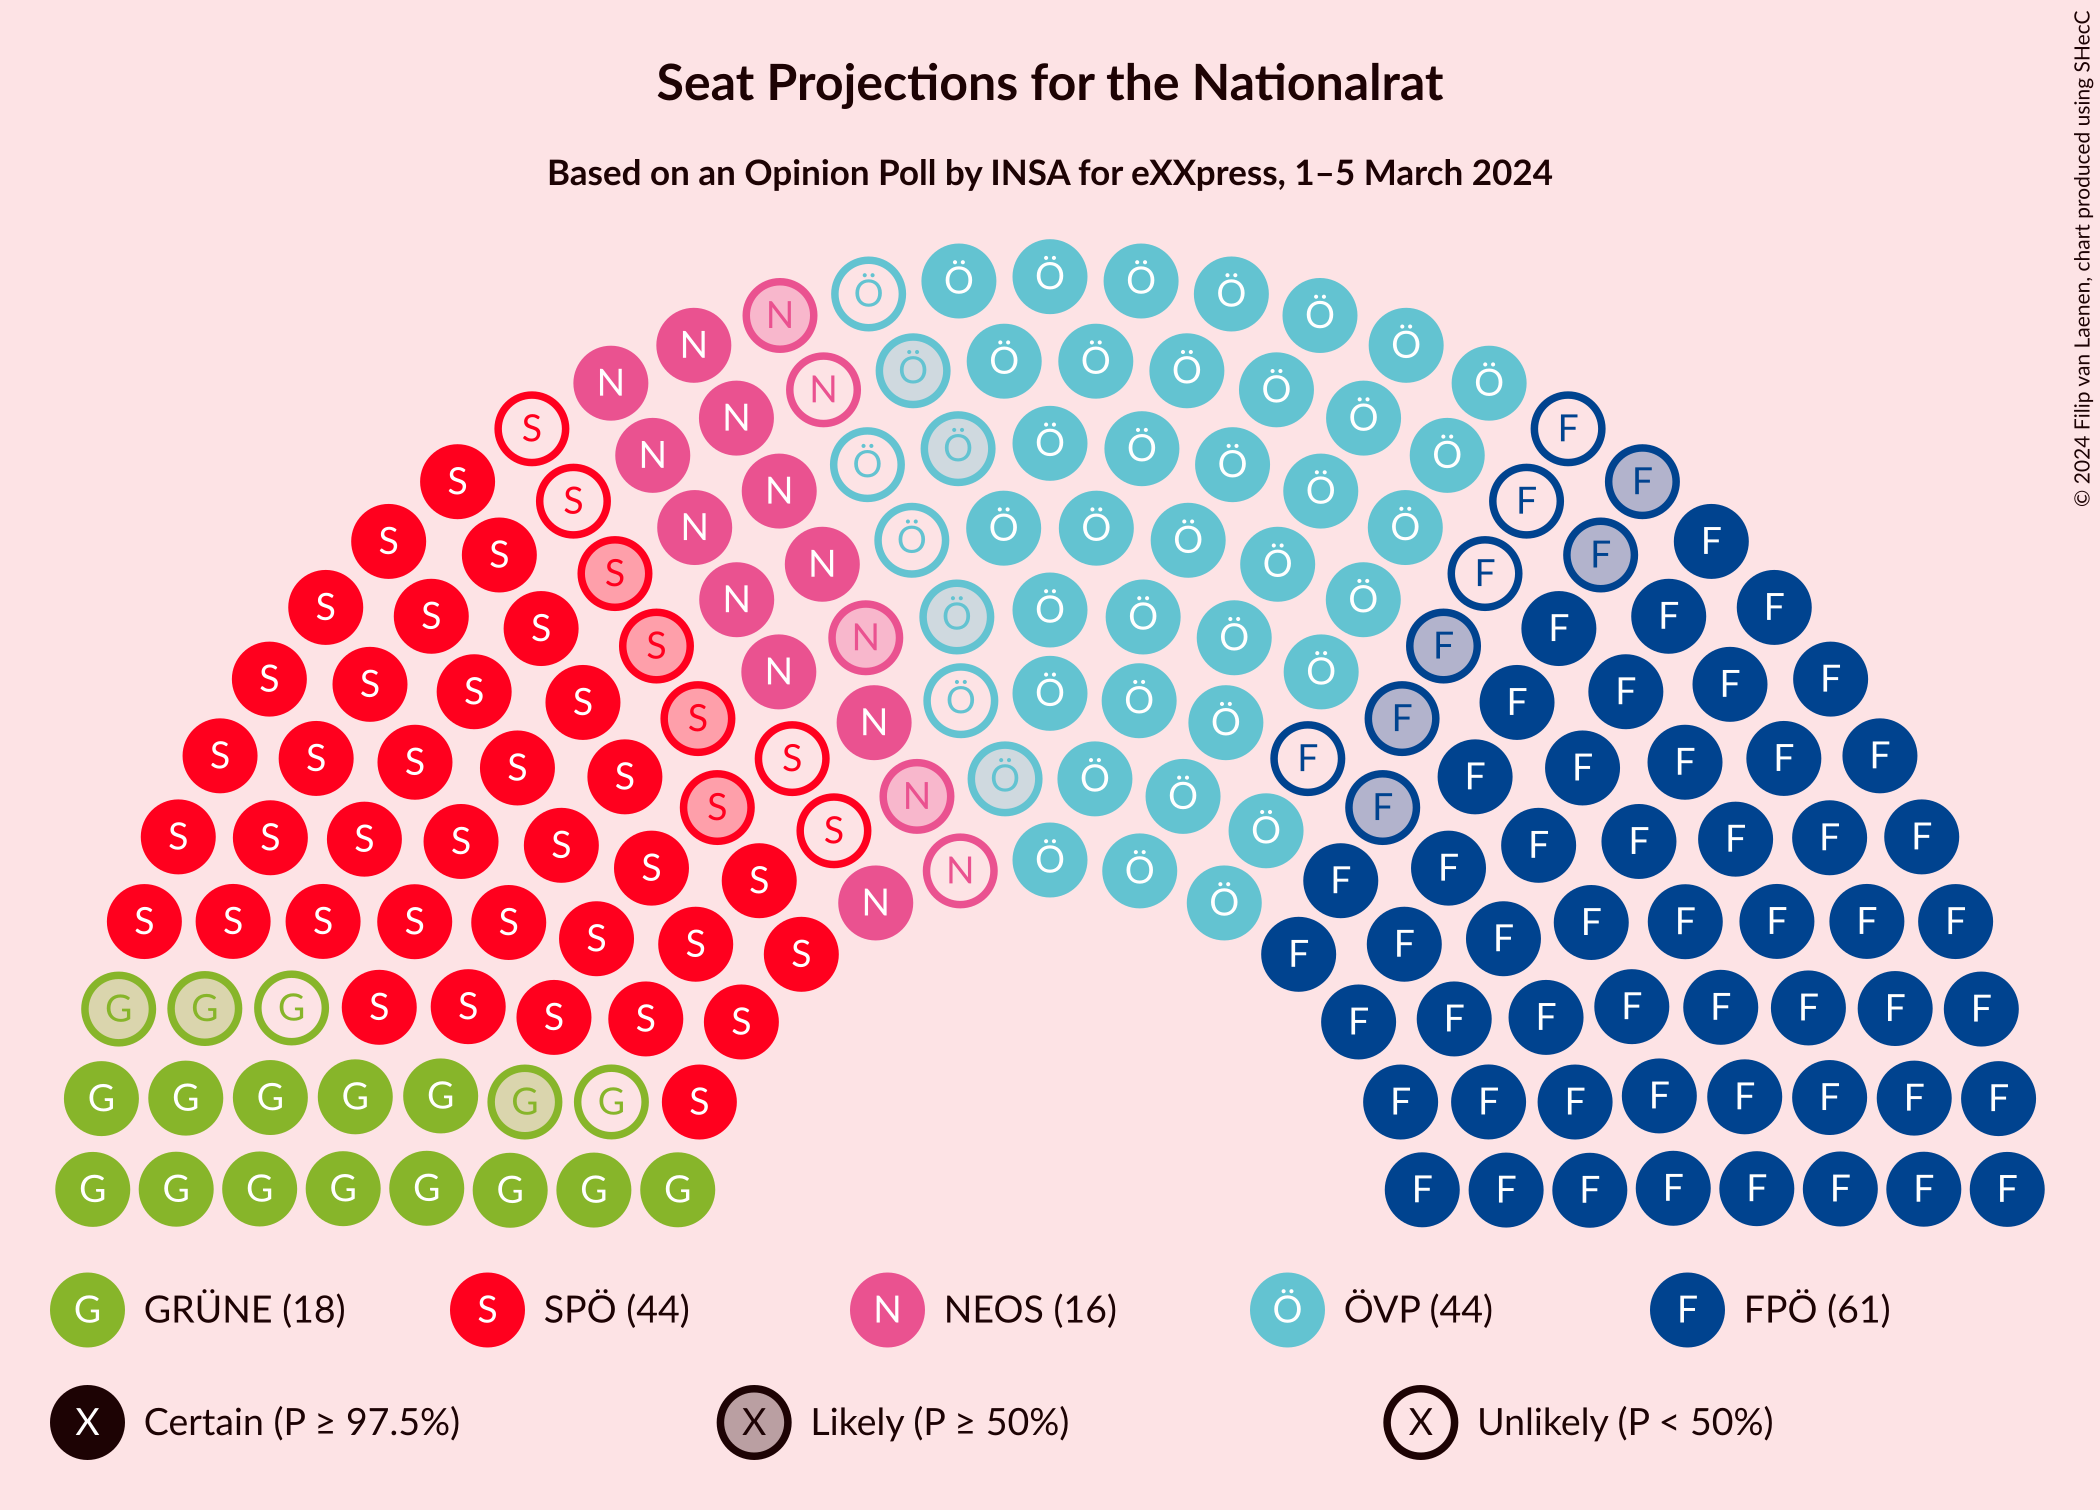 Seat Projections for the Nationalrat
Based on an Opinion Poll by INSA for eXXpress, 1–5 March 2024
© 2024 Filip van Laenen, chart produced using SHecC
G GRÜNE (18) S SPÖ (44) N NEOS (16) Ö ÖVP (44) F FPÖ (61)
X Certain (P ≥ 97.5%) X Likely (P ≥ 50%) X Unlikely (P < 50%)